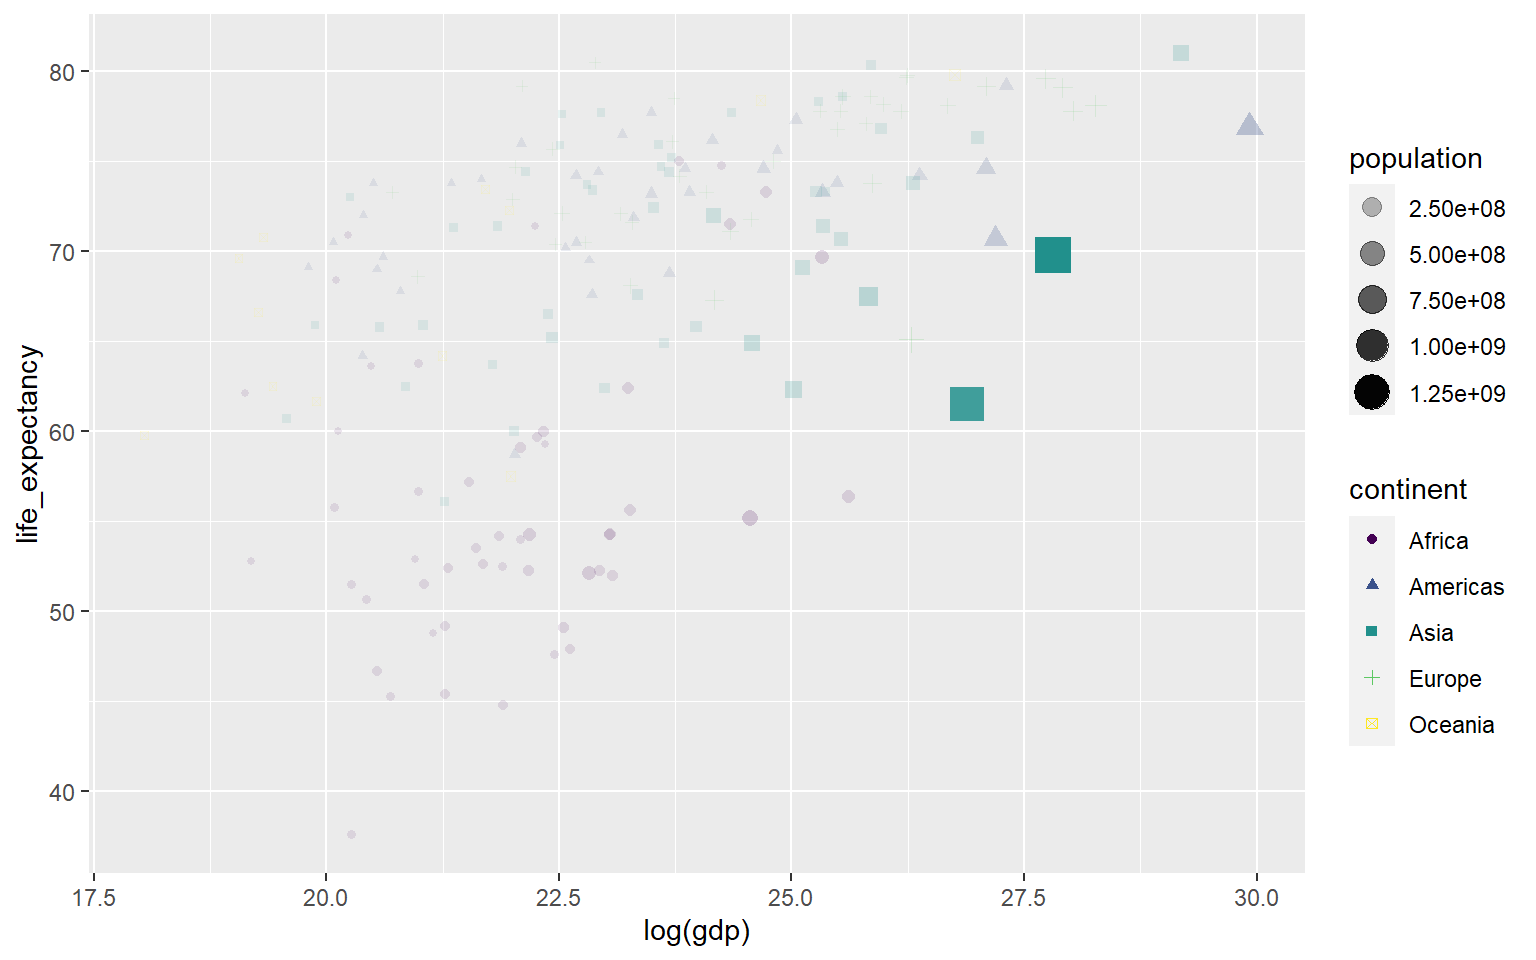 80
70
60
50
40
life_expectancy
17.5
20.0
22.5
25.0
27.5
30.0
log(gdp)
population
2.50e+08
5.00e+08
7.50e+08
1.00e+09
1.25e+09
continent
Africa
Americas
Asia
Europe
Oceania